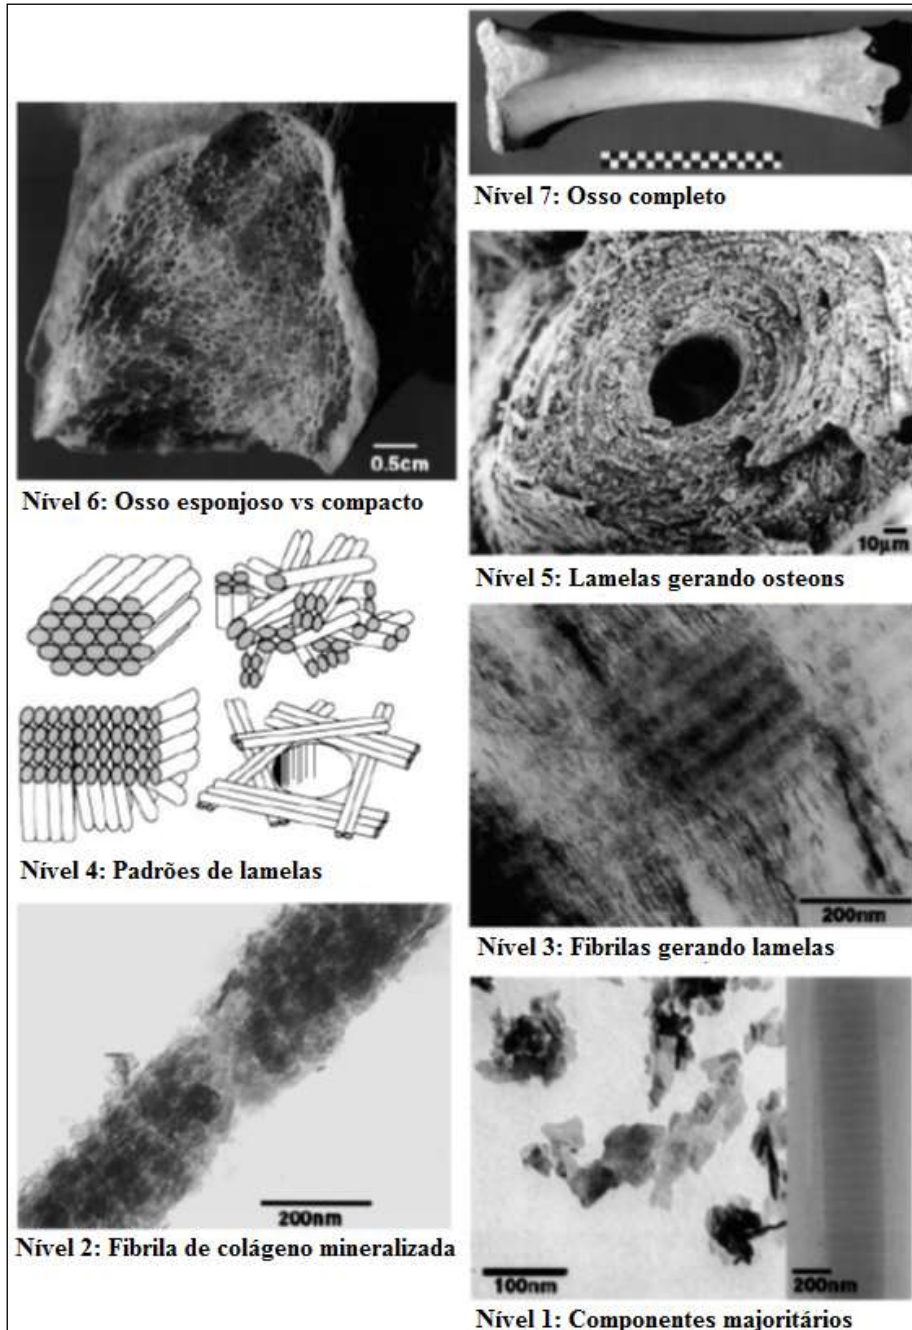 Nível 7: Osso completo
0.5cm
Nível 6: Osso esponjoso vs compacto
10µm
Nível 5: Lamelas gerando osteons
Nível 4: Padrões de lamelas
200nm
Nível 3: Fibrilas gerando lamelas
200nm
Nível 2: Fibrila de colágeno mineralizada
100nm
200nm
Nível 1: Componentes majoritários